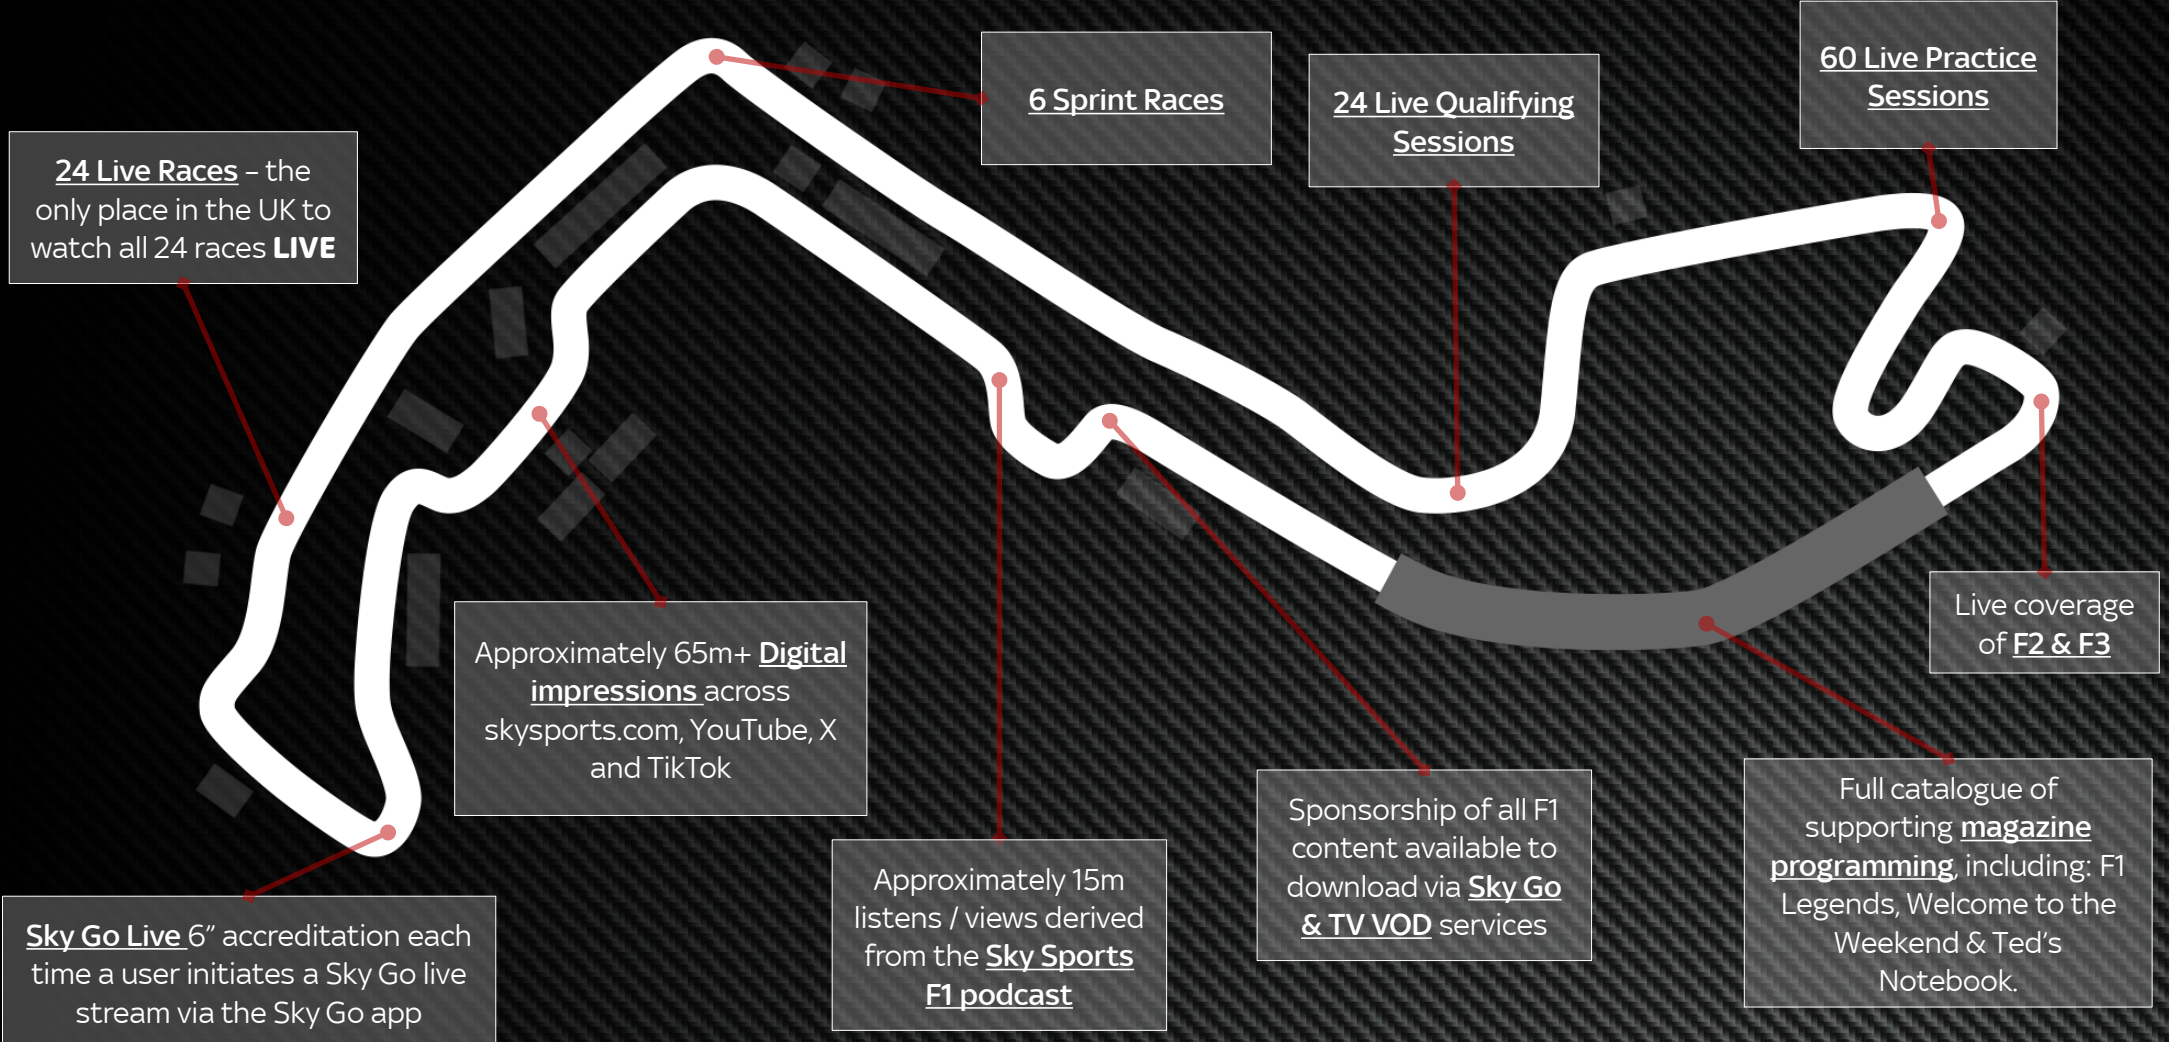 6 Sprint Races
24 Live Qualifying
Sessions
60 Live Practice
Sessions
24 Live Races – the
only place in the UK to
watch all 24 races LIVE
Live coverage
of F2 & F3
Approximately 65m+ Digital
impressions across
skysports.com, YouTube, X
and TikTok
Sponsorship of all F1
content available to
download via Sky Go
& TV VOD services
Full catalogue of
supporting magazine
programming, including: F1
Legends, Welcome to the
Weekend & Ted’s
Notebook.
Approximately 15m
listens / views derived
from the Sky Sports
F1 podcast
Sky Go Live 6” accreditation each
time a user initiates a Sky Go live
stream via the Sky Go app